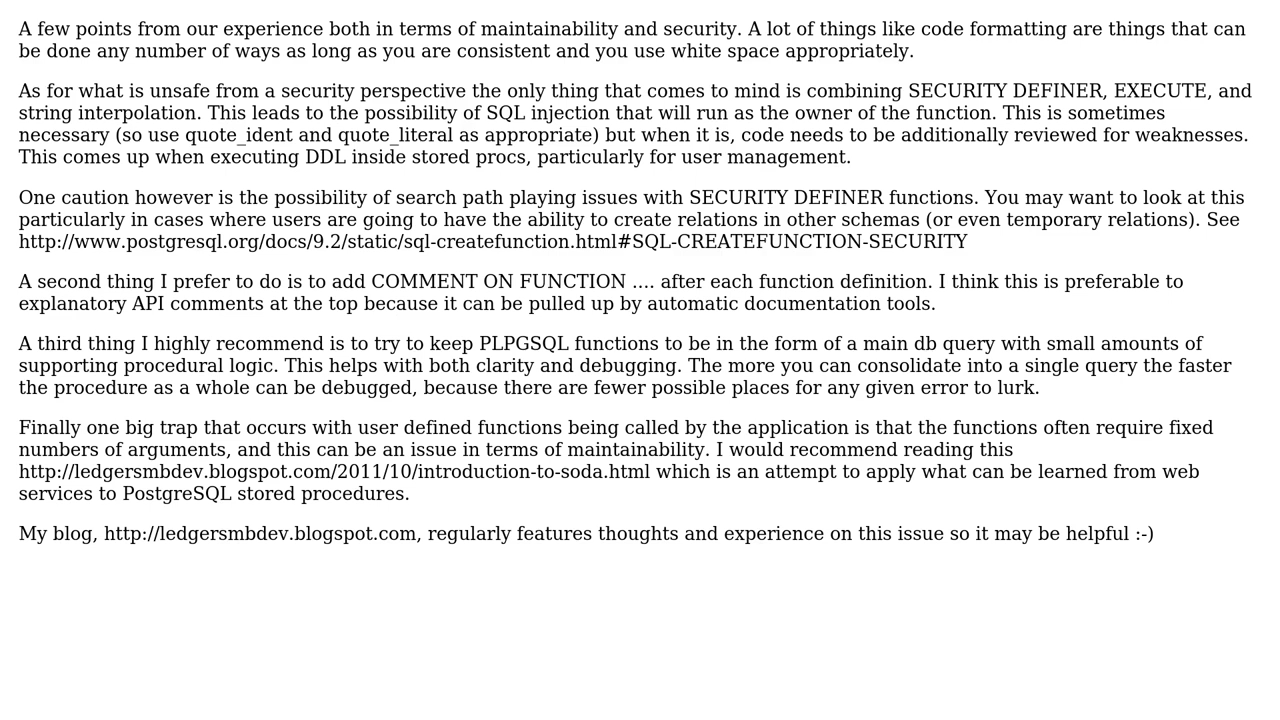 A few points from our experience both in terms of maintainability and security. A lot of things like code formatting are things that can
be done any number of ways as long as you are consistent and you use white space appropriately.
As for what is unsafe from a security perspective the only thing that comes to mind is combining SECURITY DEFINER, EXECUTE, and
string interpolation. This leads to the possibility of SQL injection that will run as the owner of the function. This is sometimes
necessary (so use quote_ident and quote_literal as appropriate) but when it is, code needs to be additionally reviewed for weaknesses.
This comes up when executing DDL inside stored procs, particularly for user management.
One caution however is the possibility of search path playing issues with SECURITY DEFINER functions. You may want to look at this
particularly in cases where users are going to have the ability to create relations in other schemas (or even temporary relations). See
http://www.postgresql.org/docs/9.2/static/sql-createfunction.html#SQL-CREATEFUNCTION-SECURITY
A second thing I prefer to do is to add COMMENT ON FUNCTION .... after each function definition. I think this is preferable to
explanatory API comments at the top because it can be pulled up by automatic documentation tools.
A third thing I highly recommend is to try to keep PLPGSQL functions to be in the form of a main db query with small amounts of
supporting procedural logic. This helps with both clarity and debugging. The more you can consolidate into a single query the faster
the procedure as a whole can be debugged, because there are fewer possible places for any given error to lurk.
Finally one big trap that occurs with user defined functions being called by the application is that the functions often require fixed
numbers of arguments, and this can be an issue in terms of maintainability. I would recommend reading this
http://ledgersmbdev.blogspot.com/2011/10/introduction-to-soda.html which is an attempt to apply what can be learned from web
services to PostgreSQL stored procedures.
My blog, http://ledgersmbdev.blogspot.com, regularly features thoughts and experience on this issue so it may be helpful :-)